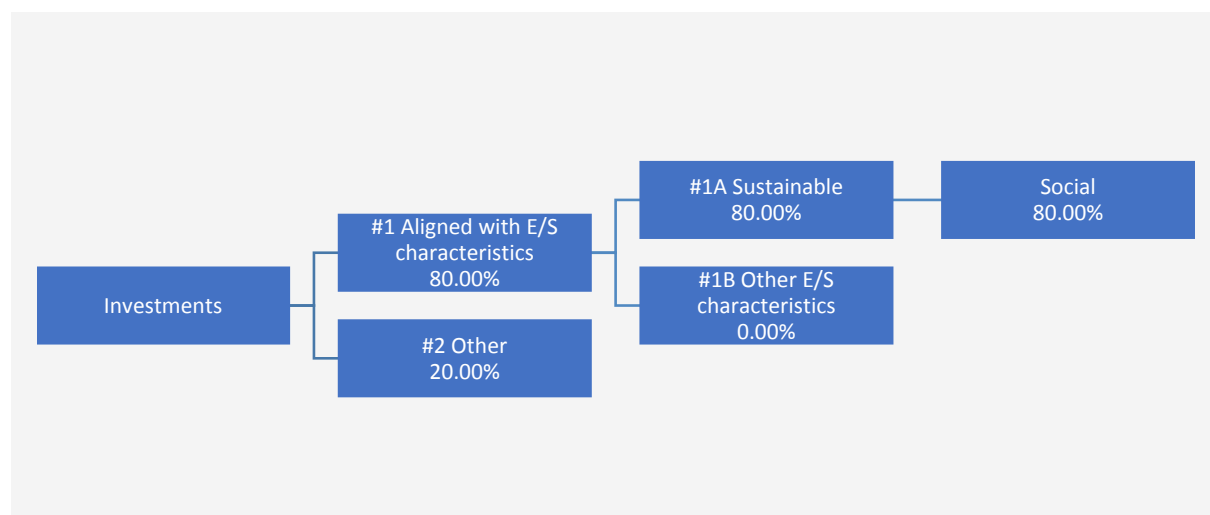 Investments
#1 Aligned with E/S
characteristics
80.00%
#2 Other
20.00%
#1A Sustainable
80.00%
#1B Other E/S
characteristics
0.00%
Social
80.00%